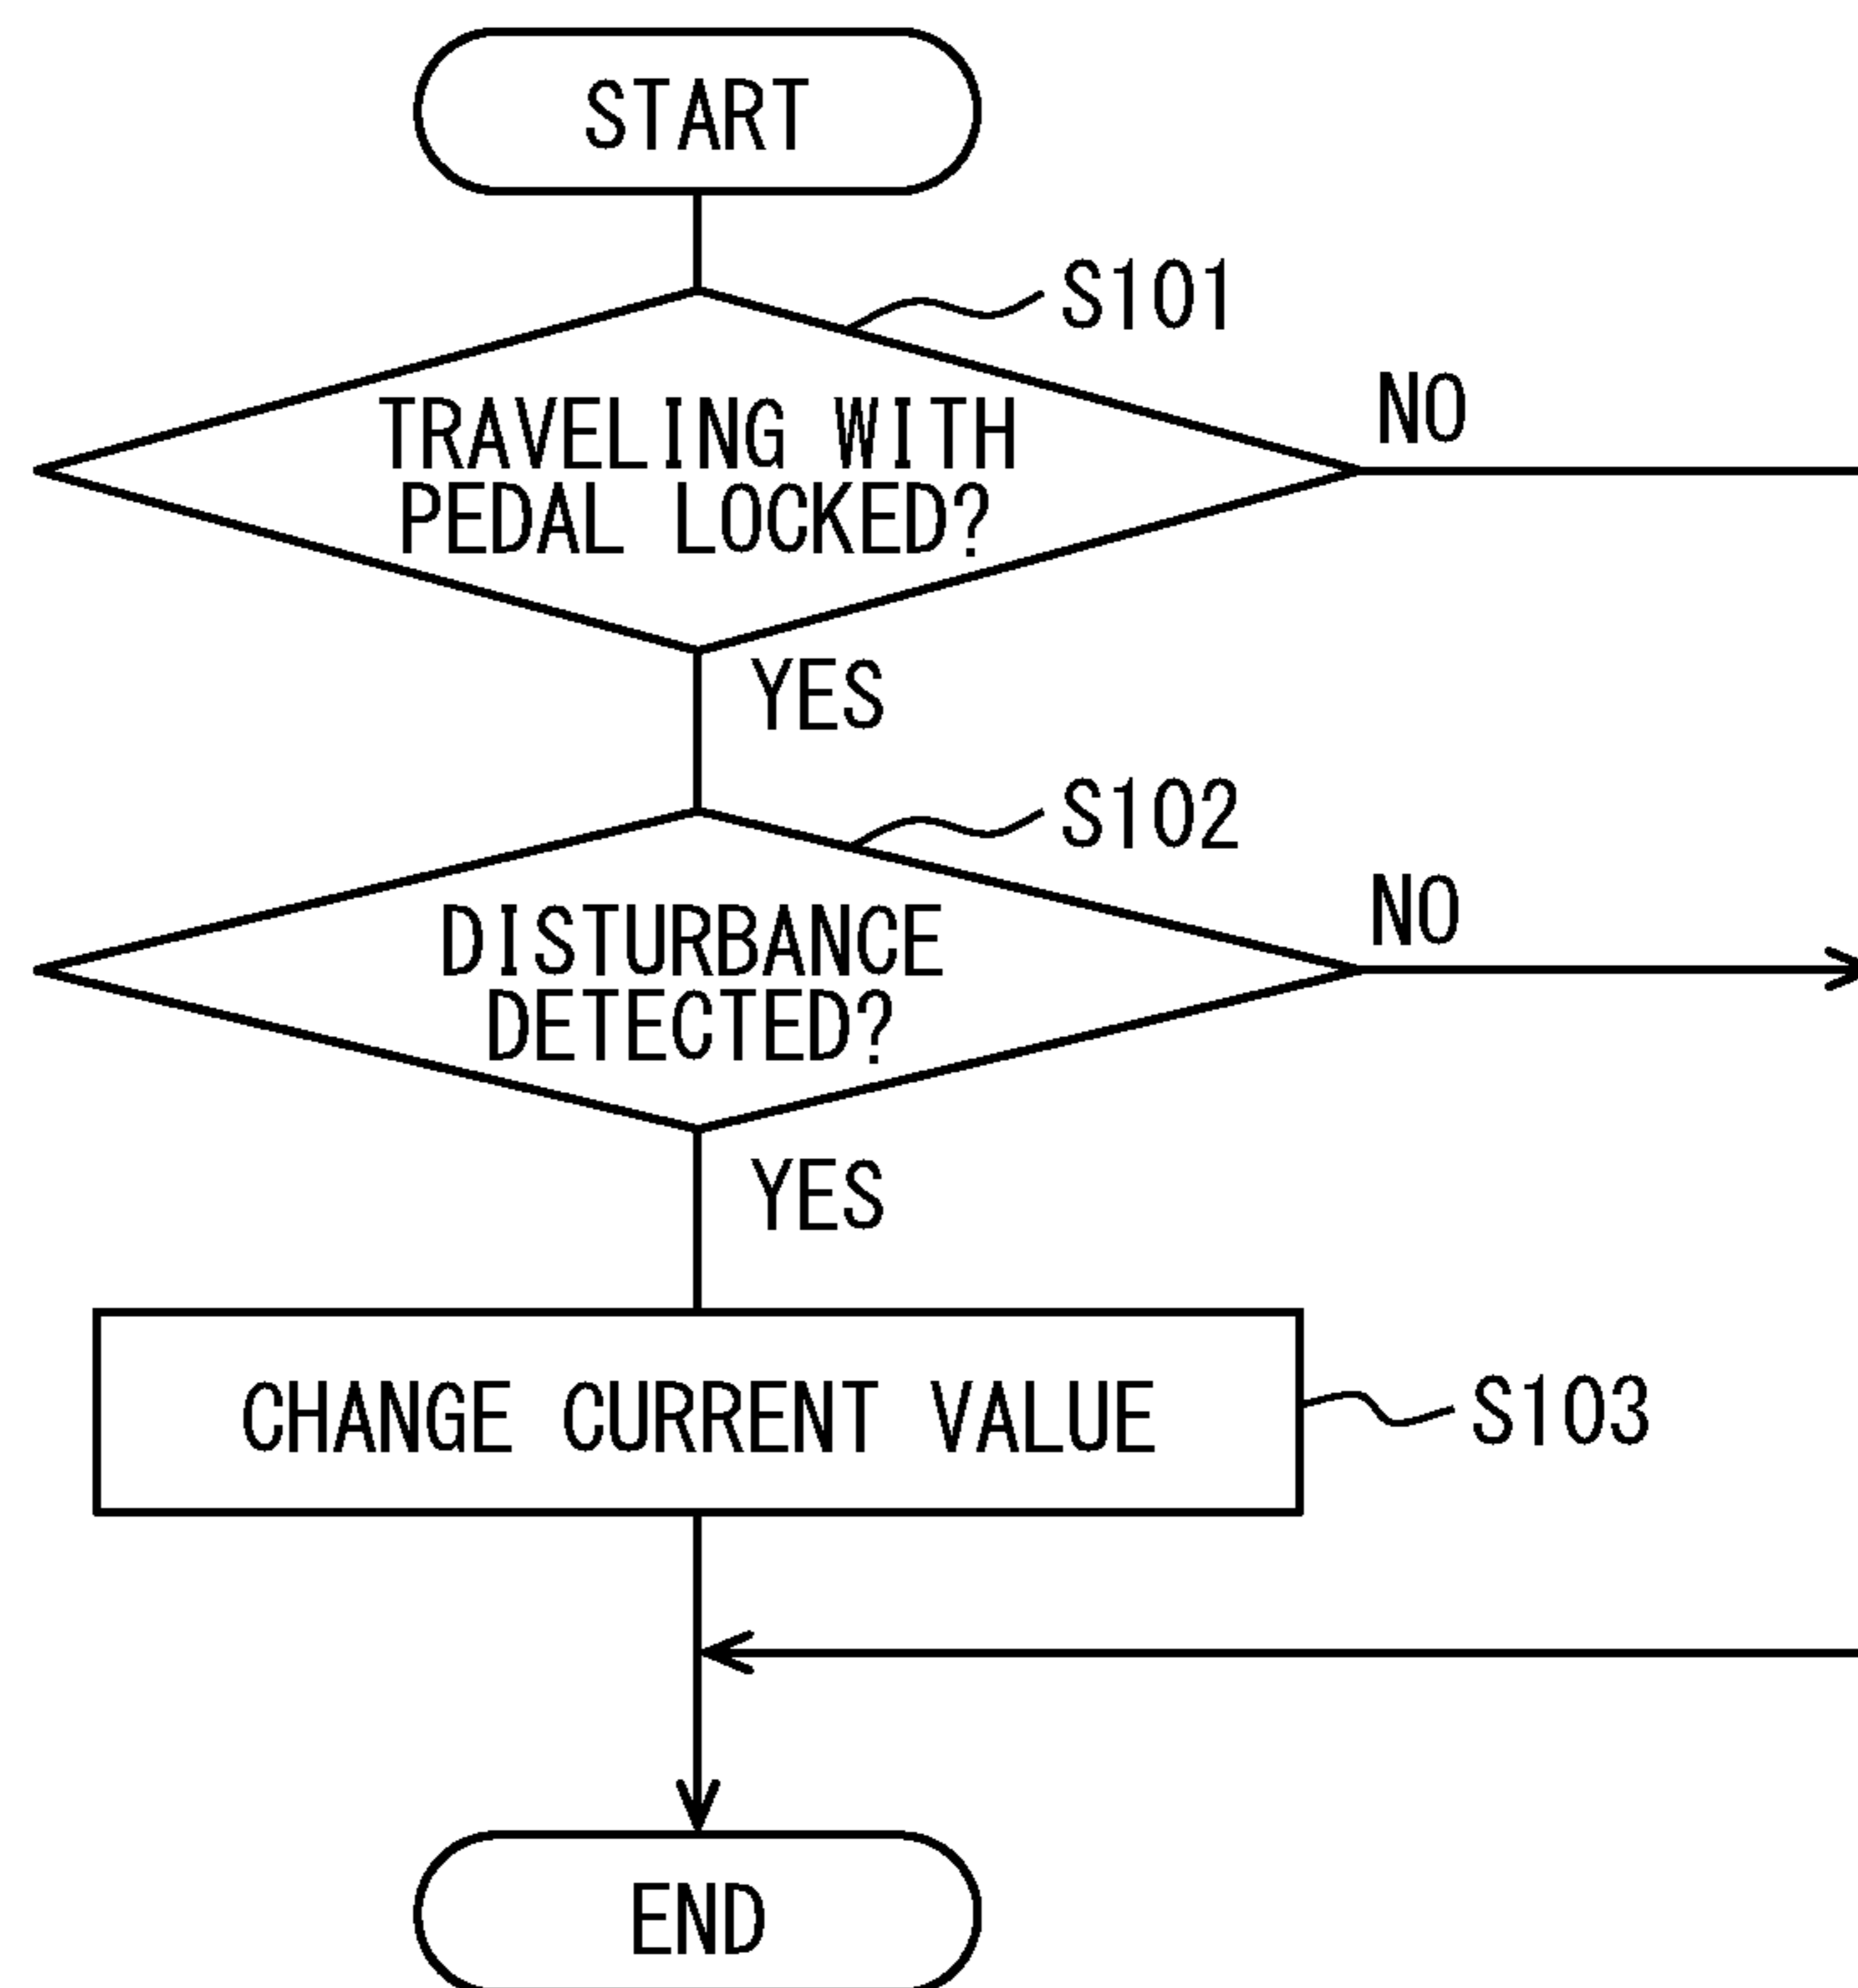 START
S101
NO
TRAVELING WITH
PEDAL LOCKED?
YES
S102
NO
DISTURBANCE
DETECTED?
YES
CHANGE CURRENT VALUE
S103
END